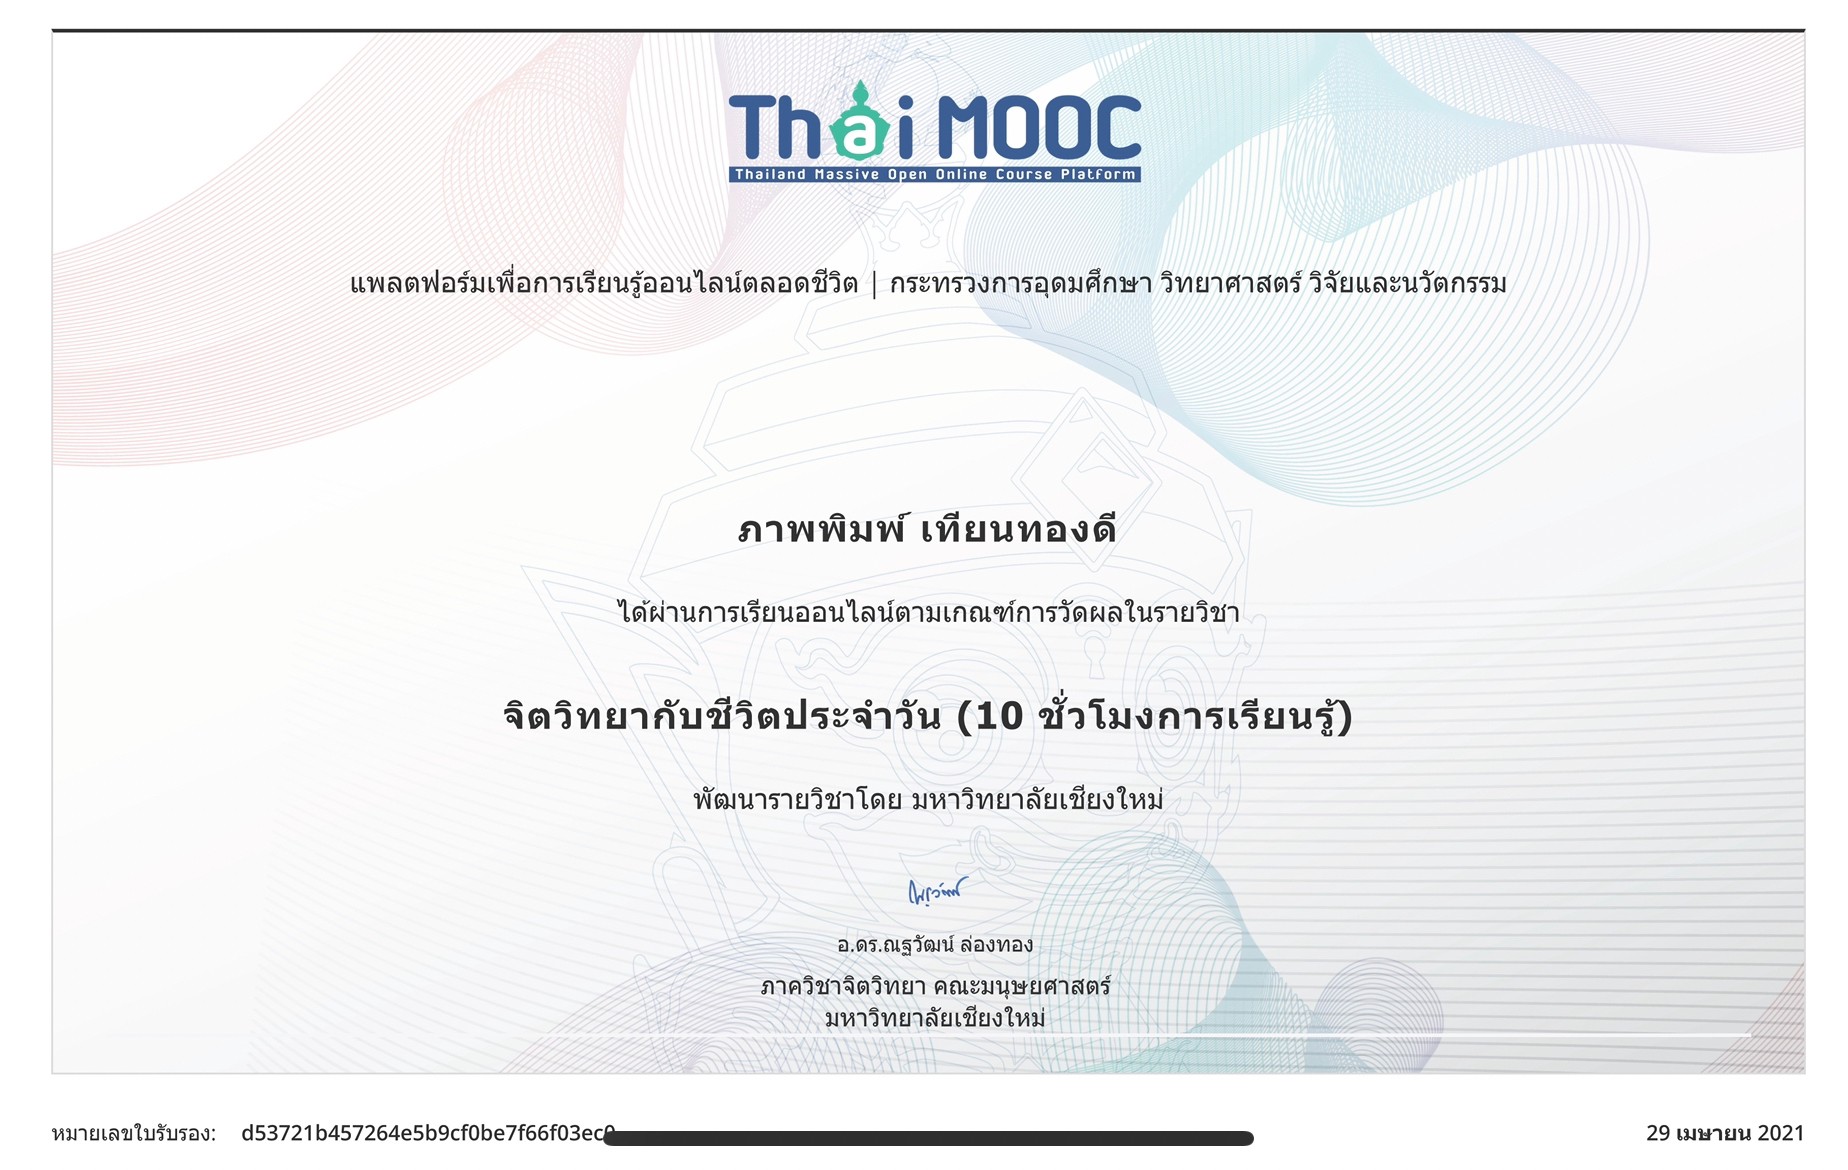 Thai MOOC
Thailand Massive Open Online Course Platform
แพลตฟอร์มเพื่อการเรียนรู้ออนไลน์ตลอดชีวิต | กระทรวงการอุดมศึกษา วิทยาศาสตร์ วิจัยและนวัตกรรม
ภาพพิมพ์ เทียนทองดี
ได้ผ่านการเรียนออนไลน์ตามเกณฑ์การวัดผลในรายวิชา
จิตวิทยากับชีวิตประจำวัน (10 ชั่วโมงการเรียนรู้)
พัฒนารายวิชาโดย มหาวิทยาลัยเชียงใหม่
อ.ดร.ณฐวัฒน์ ล่องทอง
ภาควิชาจิตวิทยา คณะมนุษยศาสตร์
มหาวิทยาลัยเชียงใหม่
หมายเลขใบรับรอง: d53721b457264e5b9cf0be7f66f03ec0
29 เมษายน 2021